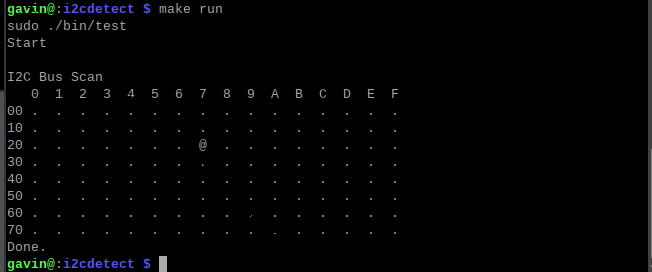 gavin@:i2cdetect $ make run
sudo ./bin/test
Start

I2C Bus Scan
   0  1  2  3  4  5  6  7  8  9  A  B  C  D  E  F
00 .  .  .  .  .  .  .  .  .  .  .  .  .  .  .  .
10 .  .  .  .  .  .  .  .  .  .  .  .  .  .  .  .
20 .  .  .  .  .  .  .  @  .  .  .  .  .  .  .  .
30 .  .  .  .  .  .  .  .  .  .  .  .  .  .  .  .
40 .  .  .  .  .  .  .  .  .  .  .  .  .  .  .  .
50 .  .  .  .  .  .  .  .  .  .  .  .  .  .  .  .
60 .  .  .  .  .  .  .  .  .  .  .  .  .  .  .  .
70 .  .  .  .  .  .  .  .  .  .  .  .  .  .  .  .
Done.
gavin@:i2cdetect $